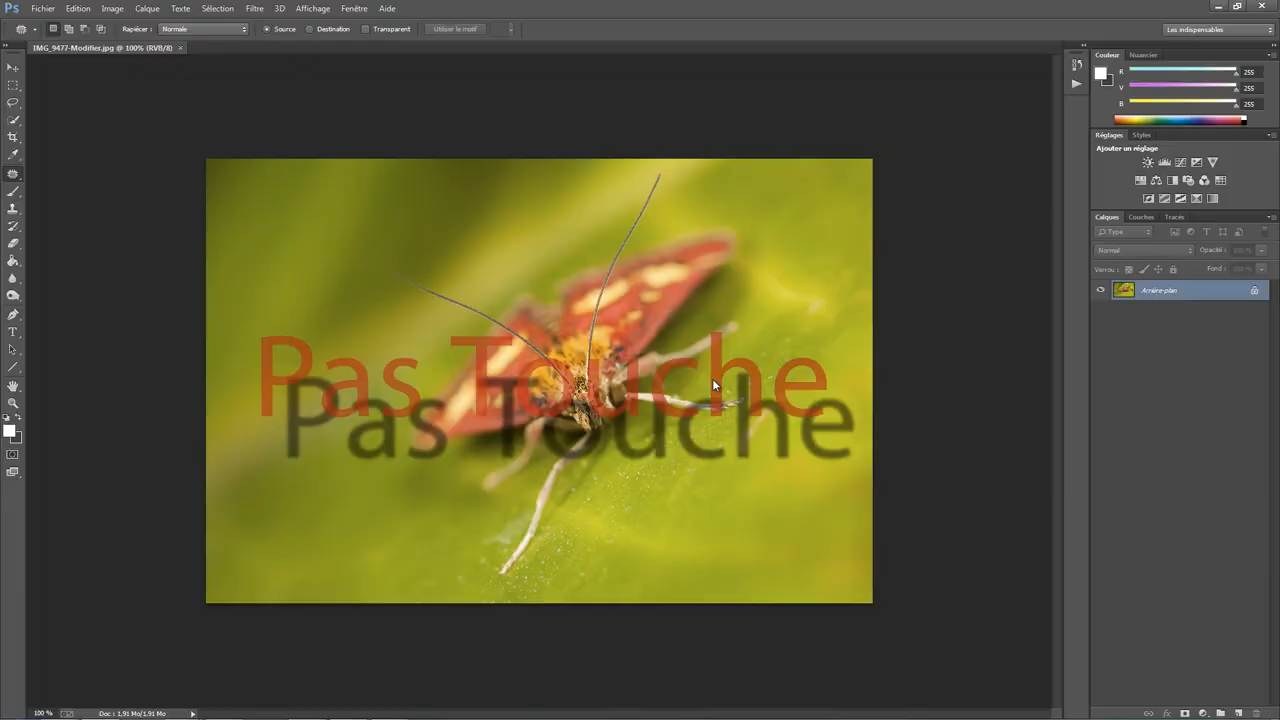 Ps Fichier Edition Image Calque Texte Sélection Filtre 3D Affichage Fenêtre Aide
Rapiécer : Normale Source Destination Transparent Utiliser le motif Les indispensables
IMG_9477-Modifier.jpg @ 100% (RVB/8) ×
Couleur Nuancier
R 255
V 255
B 255
Réglages Styles
Ajouter un réglage
Calques Couches Tracés
Type
Normal Opacité : 100 %
Verrou : Fond : 100 %
Arrière-plan
Pas Touche
Pas Touche
100 % Doc : 1,91 Mo/1,91 Mo